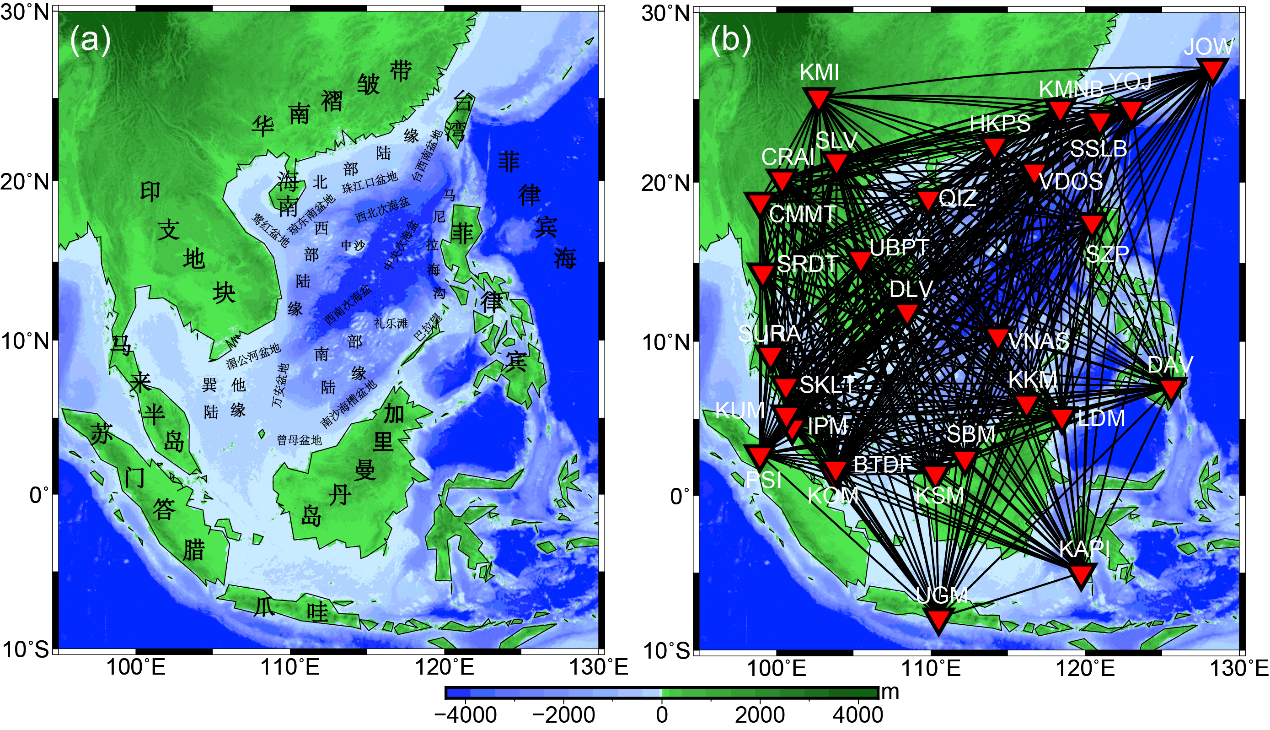 (a)
30°N
20°N
10°N
0°
10°S
100°E
110°E
120°E
130°E
华南褶皱带
台湾
海南
印支地块
北部陆缘
台西南盆地
珠江口盆地
琼东南盆地
莺红盆地
西北次海盆
中央次海盆
西南次海盆
中沙
西部陆缘
马尼拉海沟
菲律宾海
菲律宾
礼乐滩
巴拉望
南部陆缘
湄公河盆地
万安盆地
巽他陆缘
南沙海槽盆地
曾母盆地
马来半岛
苏门答腊
加里曼丹岛
爪哇
(b)
30°N
20°N
10°N
0°
10°S
100°E
110°E
120°E
130°E
JOW
KMI
KMNB
YOJ
HKPS
SSLB
SLV
CRAI
VDOS
QIZ
CMMT
SZP
UBPT
SRDT
DLV
SURA
VNAS
DAV
SKLT
KKM
KUM
IPM
LDM
SBM
PSI
BTDF
KOM
KSM
KAPI
UGM
−4000
−2000
0
2000
4000
m